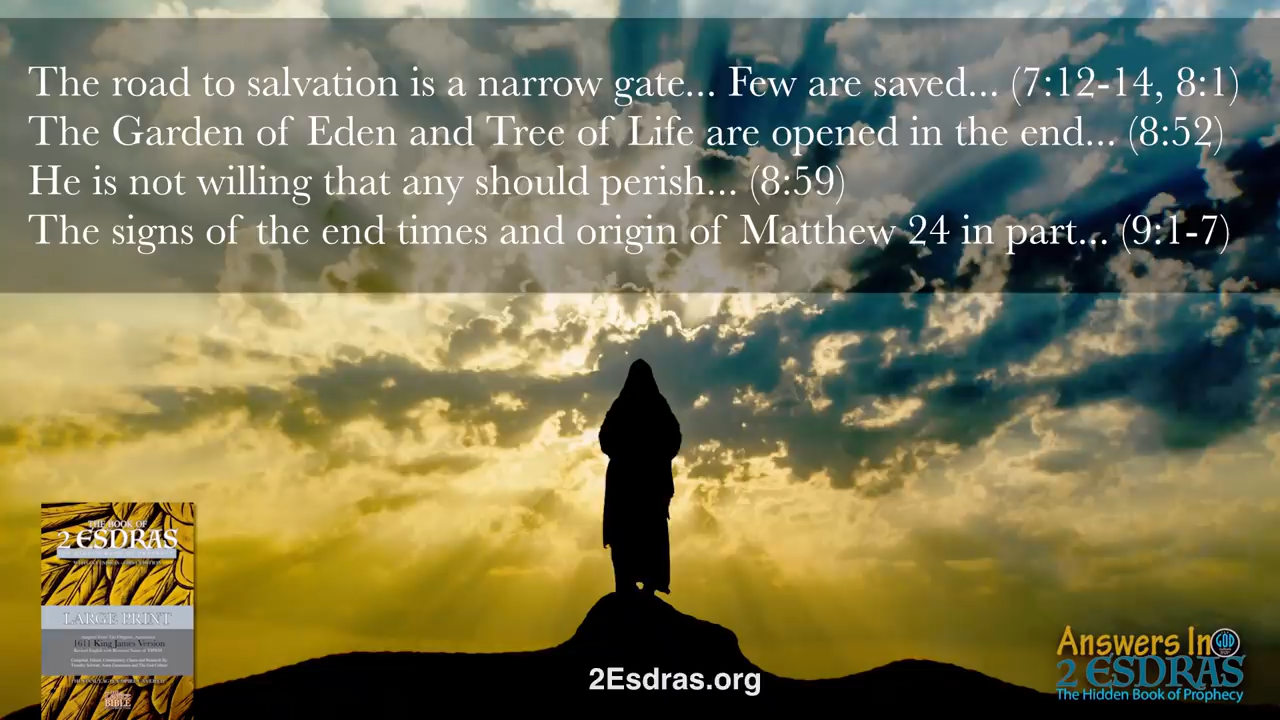 The road to salvation is a narrow gate... Few are saved... (7:12-14, 8:1)
The Garden of Eden and Tree of Life are opened in the end... (8:52)
He is not willing that any should perish... (8:59)
The signs of the end times and origin of Matthew 24 in part... (9:1-7)
THE BOOK OF
2 ESDRAS
LARGE PRINT
1611 King James Version
BIBLE
2Esdras.org
Answers In
GOD
2 ESDRAS
The Hidden Book of Prophecy